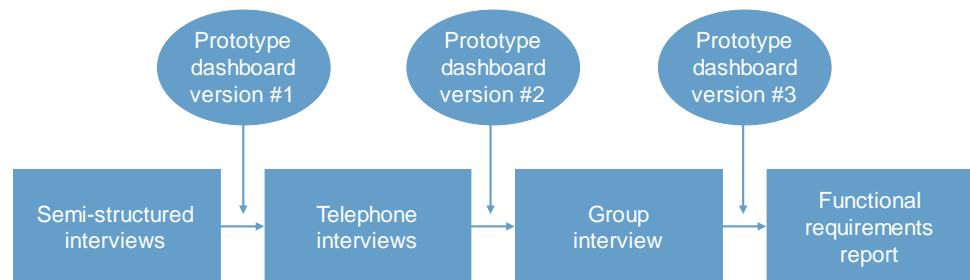 Prototype
dashboard
version #1
Prototype
dashboard
version #2
Prototype
dashboard
version #3
Semi-structured
interviews
Telephone
interviews
Group
interview
Functional
requirements
report